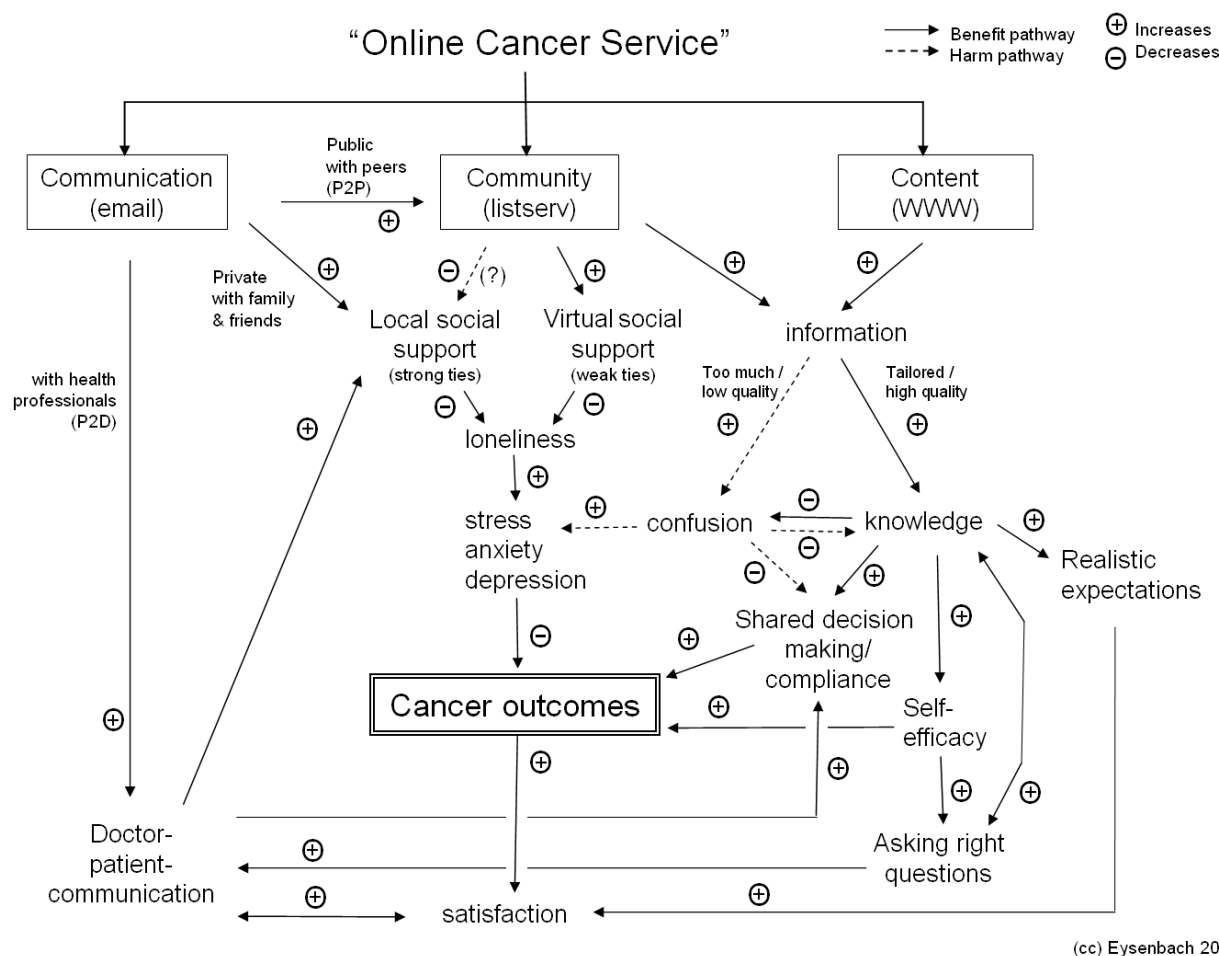 “Online Cancer Service”
Benefit pathway
Harm pathway
+ Increases
− Decreases
Communication
(email)
Public
with peers
(P2P)
+
Community
(listserv)
Content
(WWW)
+
Private
with family
& friends
−
(?)
+
+
+
Local social
support
(strong ties)
Virtual social
support
(weak ties)
information
with health
professionals
(P2D)
Too much /
low quality
Tailored /
high quality
−
−
+
+
+
loneliness
+
stress
anxiety
depression
+
confusion
−
−
knowledge
+
Realistic
expectations
−
+
−
+
+
Shared decision
making/
compliance
Cancer outcomes
+
Self-
efficacy
+
+
+
+
+
Doctor-
patient-
communication
+
Asking right
questions
+
satisfaction
+
(cc) Eysenbach 20